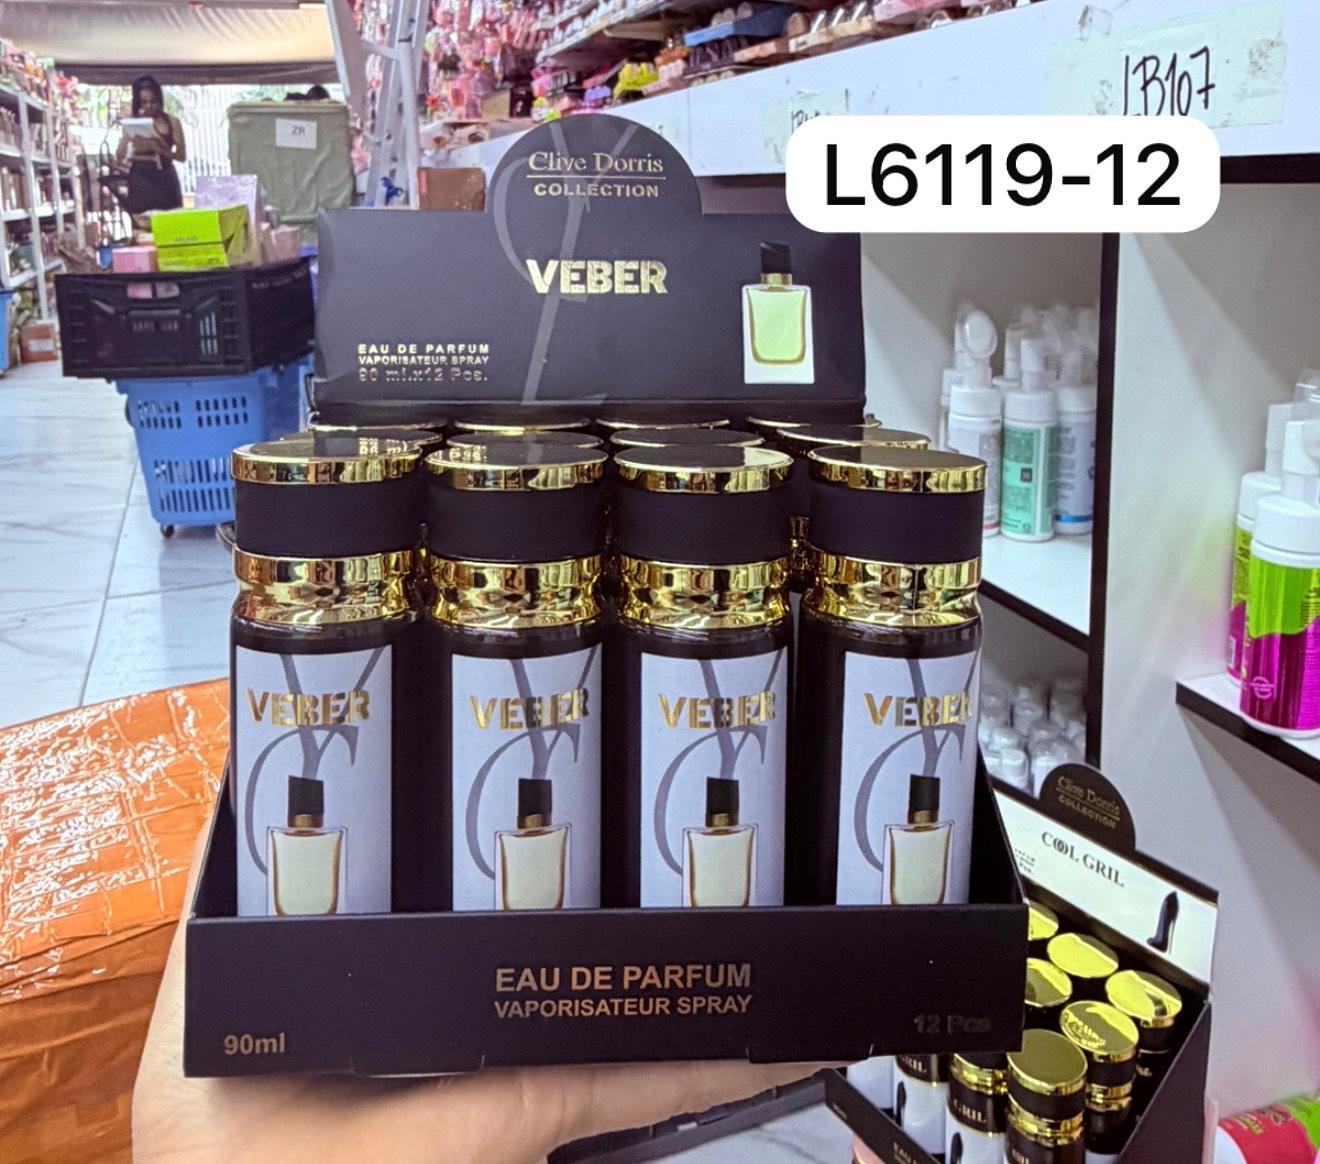 LB107
L6119-12
ZR
Clive Dorris
COLLECTION
VEBER
EAU DE PARFUM
VAPORISATEUR SPRAY
90 ml.x12 Pcs.
VEBER
VEBER
VEBER
VEBER
EAU DE PARFUM
VAPORISATEUR SPRAY
90ml
12 Pcs
Clive Dorris
COLLECTION
COOL GRIL